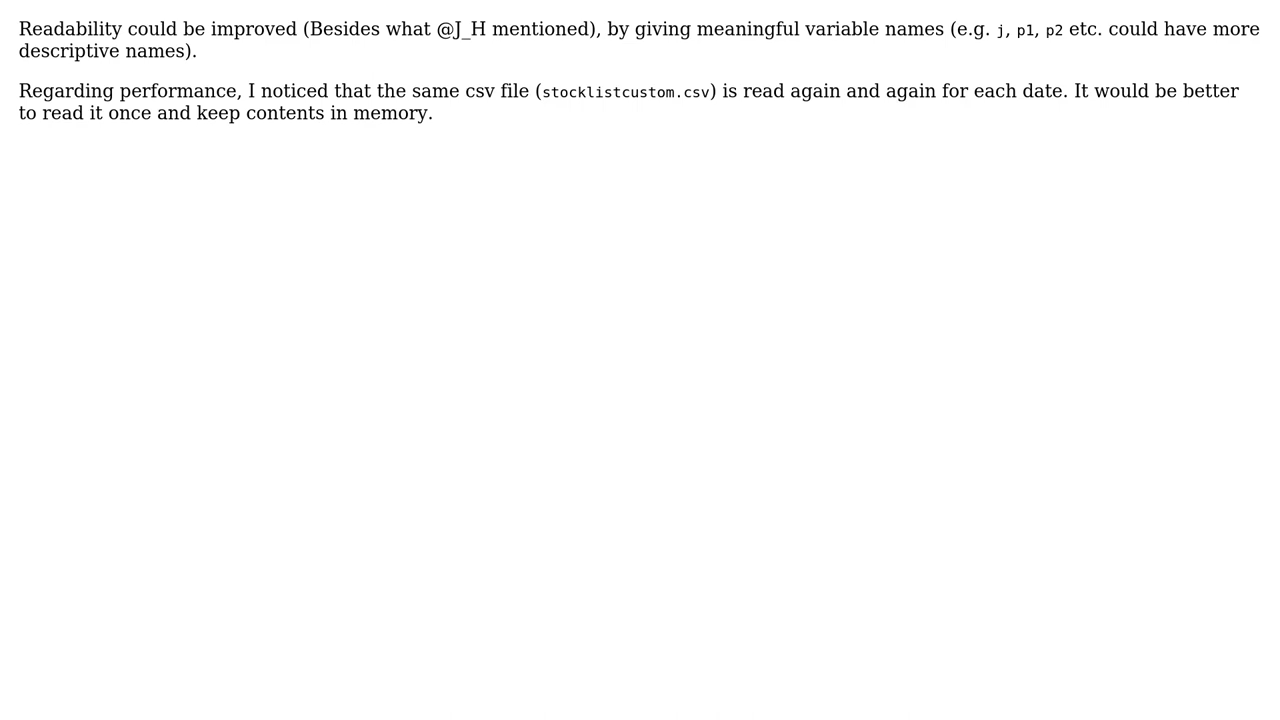 Readability could be improved (Besides what @J_H mentioned), by giving meaningful variable names (e.g. j, p1, p2 etc. could have more
descriptive names).
Regarding performance, I noticed that the same csv file (stocklistcustom.csv) is read again and again for each date. It would be better
to read it once and keep contents in memory.